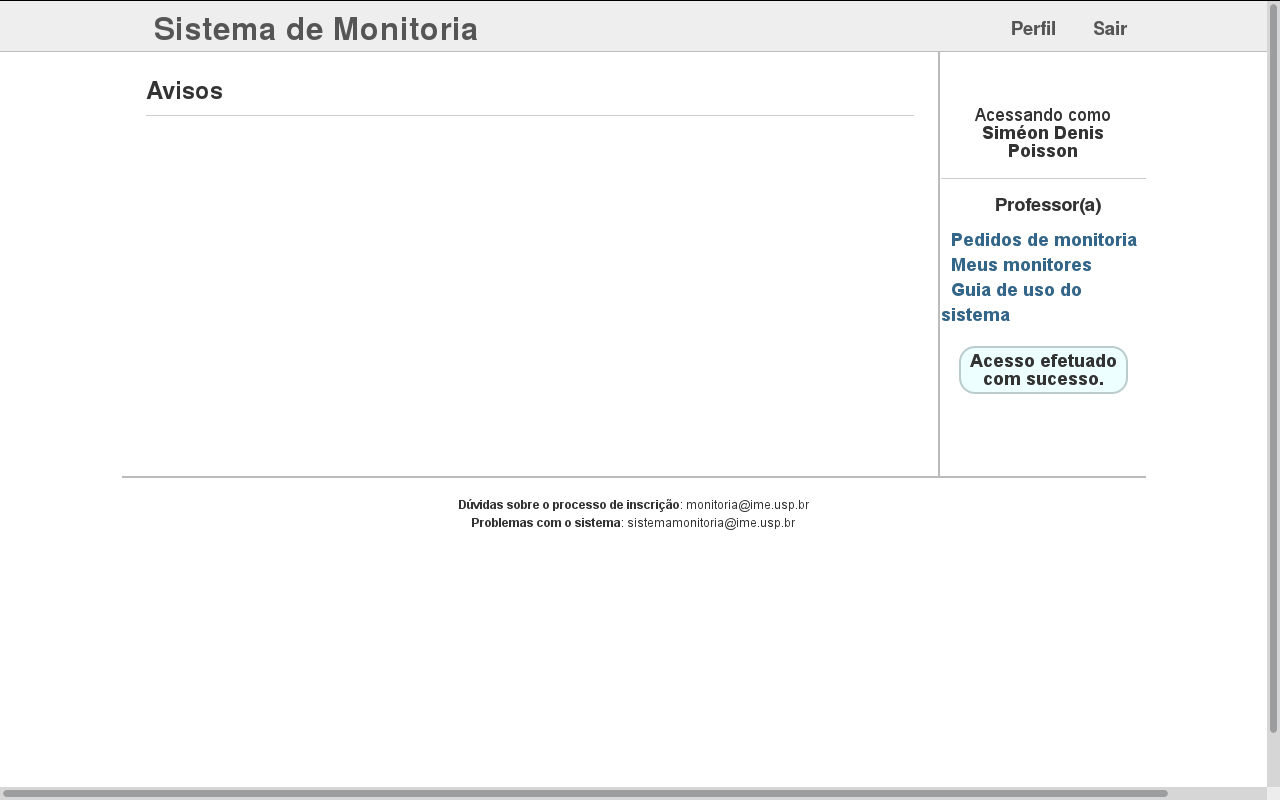 Sistema de Monitoria
Perfil
Sair
Avisos
Acessando como
Siméon Denis
Poisson
Professor(a)
Pedidos de monitoria
Meus monitores
Guia de uso do
sistema
Acesso efetuado
com sucesso.
Dúvidas sobre o processo de inscrição: monitoria@ime.usp.br
Problemas com o sistema: sistemamonitoria@ime.usp.br